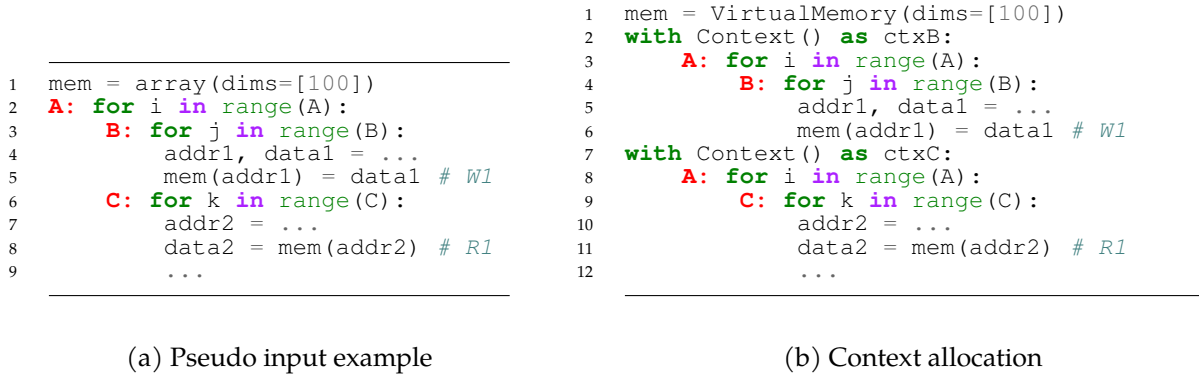 1 mem = array(dims=[100])
2 A: for i in range(A):
3     B: for j in range(B):
4         addr1, data1 = ...
5         mem(addr1) = data1 # W1
6     C: for k in range(C):
7         addr2 = ...
8         data2 = mem(addr2) # R1
9         ...
(a) Pseudo input example
1 mem = VirtualMemory(dims=[100])
2 with Context() as ctxB:
3     A: for i in range(A):
4         B: for j in range(B):
5             addr1, data1 = ...
6             mem(addr1) = data1 # W1
7 with Context() as ctxC:
8     A: for i in range(A):
9         C: for k in range(C):
10             addr2 = ...
11             data2 = mem(addr2) # R1
12             ...
(b) Context allocation